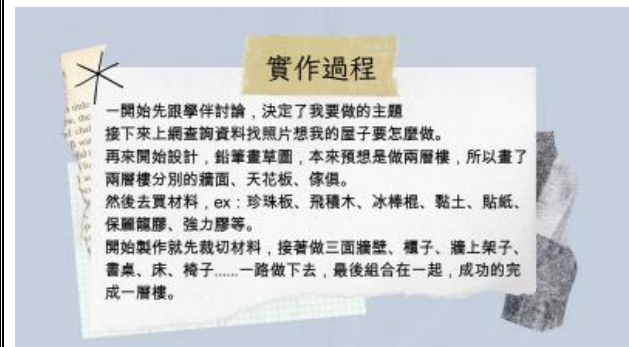 實作過程
一開始先跟學伴討論，決定了我要做的主題
接下來上網查詢資料找照片想我的屋子要怎麼做。
再來開始設計，鉛筆畫草圖，本來預想是做兩層樓，所以畫了
兩層樓分別的牆面、天花板、傢俱。
然後去買材料，ex：珍珠板、飛積木、冰棒棍、黏土、貼紙、
保麗龍膠、強力膠等。
開始製作就先裁切材料，接著做三面牆壁、櫃子、牆上架子、
書桌、床、椅子......一路做下去，最後組合在一起，成功的完
成一層樓。